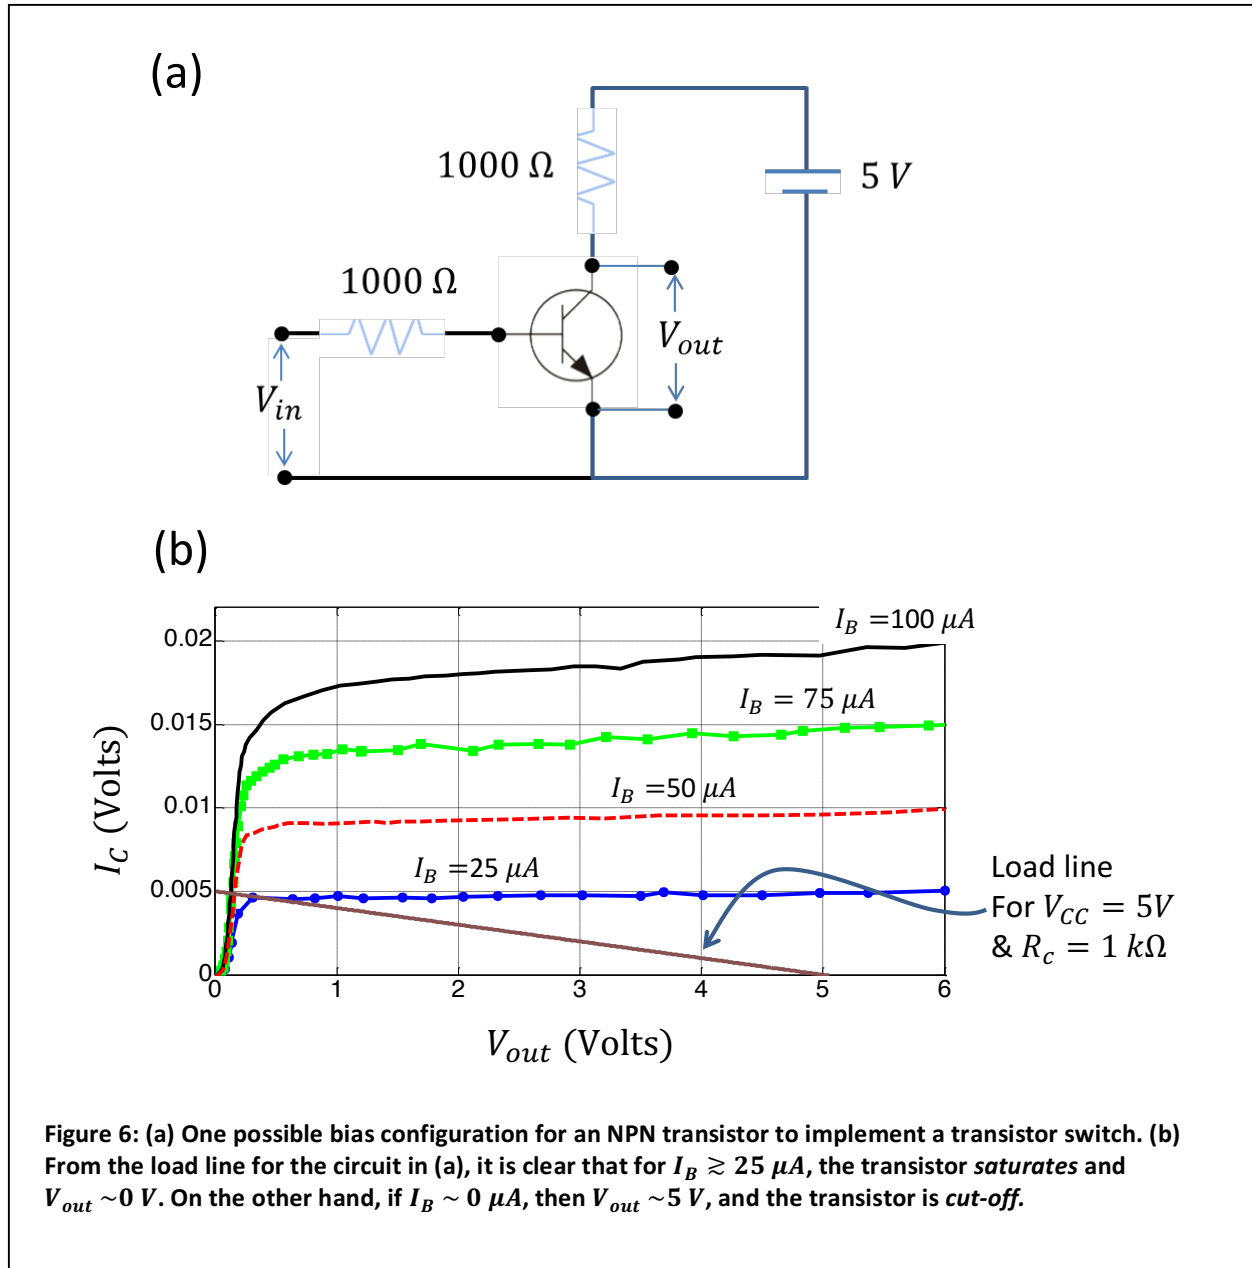 (a)
1000 Ω
5 V
1000 Ω
V_out
V_in
(b)
I_B =100 μA
0.02
I_B = 75 μA
0.015
I_B =50 μA
0.01
I_B =25 μA
0.005
0
I_C (Volts)
0 1 2 3 4 5 6
V_out (Volts)
Load line
For V_CC = 5V
& R_c = 1 kΩ
Figure 6: (a) One possible bias configuration for an NPN transistor to implement a transistor switch. (b)
From the load line for the circuit in (a), it is clear that for I_B ≳ 25 μA, the transistor saturates and
V_out ~0 V. On the other hand, if I_B ~ 0 μA, then V_out ~5 V, and the transistor is cut-off.